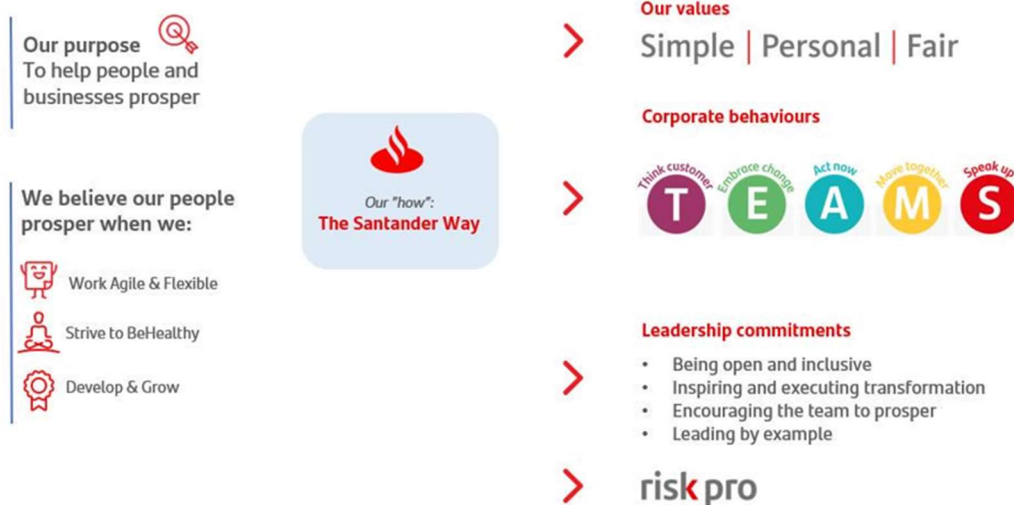 Our purpose
To help people and
businesses prosper
We believe our people
prosper when we:
Work Agile & Flexible
Strive to BeHealthy
Develop & Grow
Our "how":
The Santander Way
Our values
Simple | Personal | Fair
Corporate behaviours
Think customer Embrace change Act now Move together Speak up
T E A M S
Leadership commitments
• Being open and inclusive
• Inspiring and executing transformation
• Encouraging the team to prosper
• Leading by example
risk pro